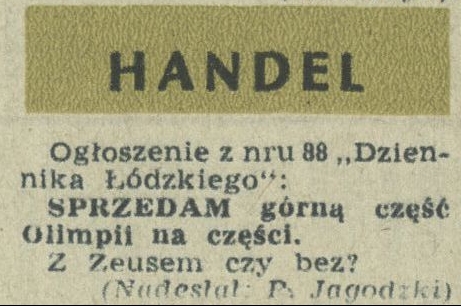 HANDEL
Ogłoszenie z nru 88 „Dzien-
nika Łódzkiego":
SPRZEDAM górną część
Olimpii na części.
Z Zeusem czy bez?
(Nadesłał: P. Jagodzki)